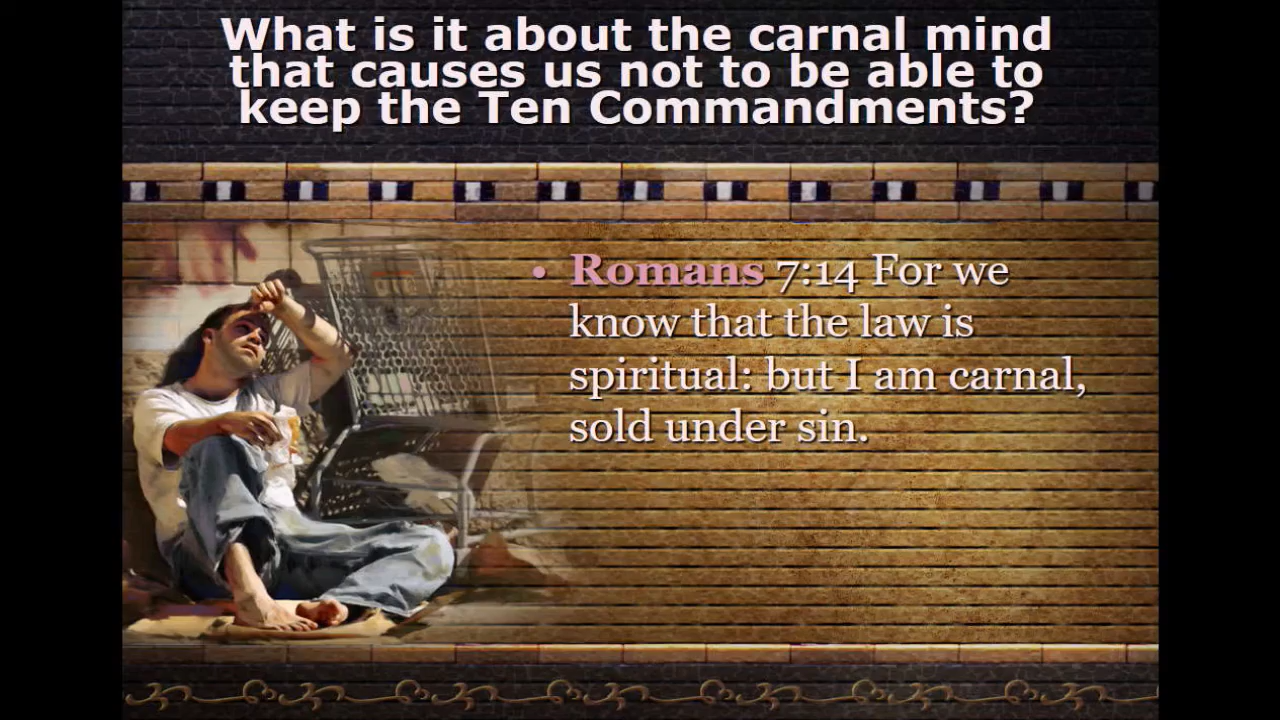 What is it about the carnal mind
that causes us not to be able to
keep the Ten Commandments?
• Romans 7:14 For we
know that the law is
spiritual: but I am carnal,
sold under sin.